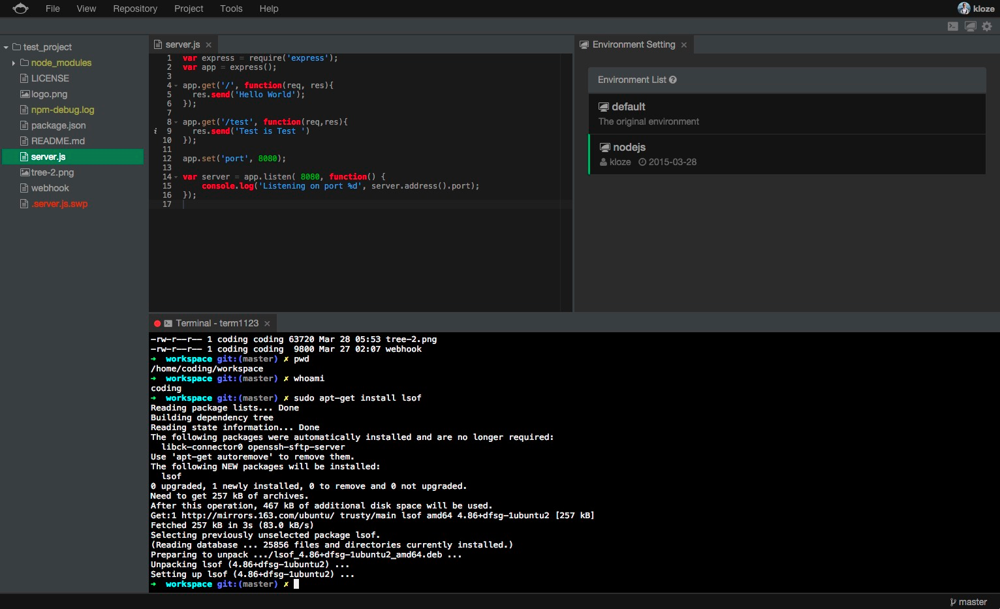 File View Repository Project Tools Help
kloze
test_project
node_modules
LICENSE
logo.png
npm-debug.log
package.json
README.md
server.js
tree-2.png
webhook
.server.js.swp
server.js ×
1 var express = require('express');
2 var app = express();
3
4 app.get('/', function(req, res){
5 res.send('Hello World');
6 });
7
8 app.get('/test', function(req,res){
i 9 res.send('Test is Test ')
10 });
11
12 app.set('port', 8080);
13
14 var server = app.listen( 8080, function() {
15 console.log('Listening on port %d', server.address().port);
16 });
17
Environment Setting ×
Environment List ?
default
The original environment
nodejs
kloze 2015-03-28
Terminal - term1123 ×
-rw-r--r-- 1 coding coding 63720 Mar 28 05:53 tree-2.png
-rw-r--r-- 1 coding coding  9800 Mar 27 02:07 webhook
➜ workspace git:(master) ✗ pwd
/home/coding/workspace
➜ workspace git:(master) ✗ whoami
coding
➜ workspace git:(master) ✗ sudo apt-get install lsof
Reading package lists... Done
Building dependency tree
Reading state information... Done
The following packages were automatically installed and are no longer required:
libck-connector0 openssh-sftp-server
Use 'apt-get autoremove' to remove them.
The following NEW packages will be installed:
lsof
0 upgraded, 1 newly installed, 0 to remove and 0 not upgraded.
Need to get 257 kB of archives.
After this operation, 467 kB of additional disk space will be used.
Get:1 http://mirrors.163.com/ubuntu/ trusty/main lsof amd64 4.86+dfsg-1ubuntu2 [257 kB]
Fetched 257 kB in 3s (83.0 kB/s)
Selecting previously unselected package lsof.
(Reading database ... 25856 files and directories currently installed.)
Preparing to unpack .../lsof_4.86+dfsg-1ubuntu2_amd64.deb ...
Unpacking lsof (4.86+dfsg-1ubuntu2) ...
Setting up lsof (4.86+dfsg-1ubuntu2) ...
➜ workspace git:(master) ✗
master